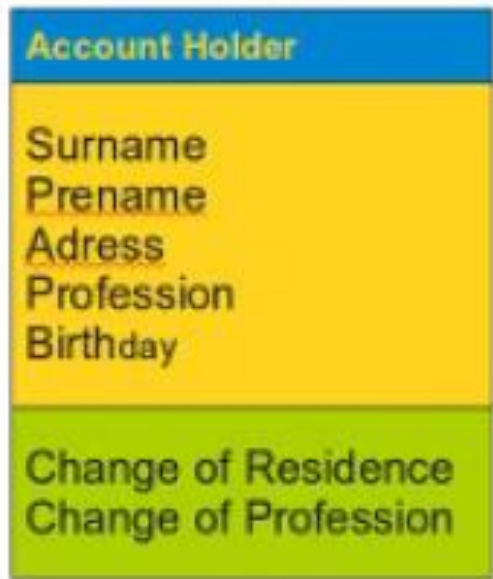 Account Holder
Surname
Prename
Adress
Profession
Birthday
Change of Residence
Change of Profession